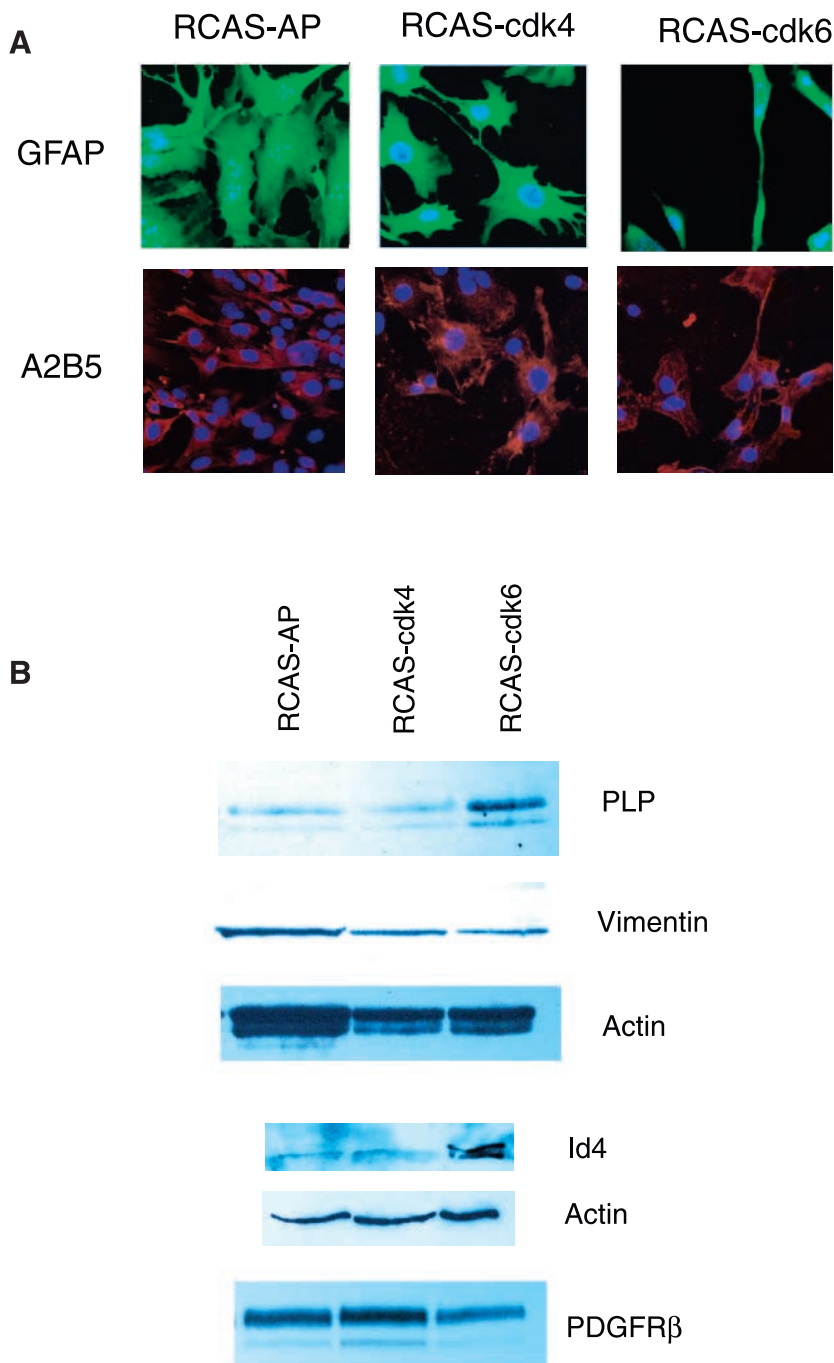 A
RCAS-AP
RCAS-cdk4
RCAS-cdk6
GFAP
A2B5
B
RCAS-AP
RCAS-cdk4
RCAS-cdk6
PLP
Vimentin
Actin
Id4
Actin
PDGFRβ